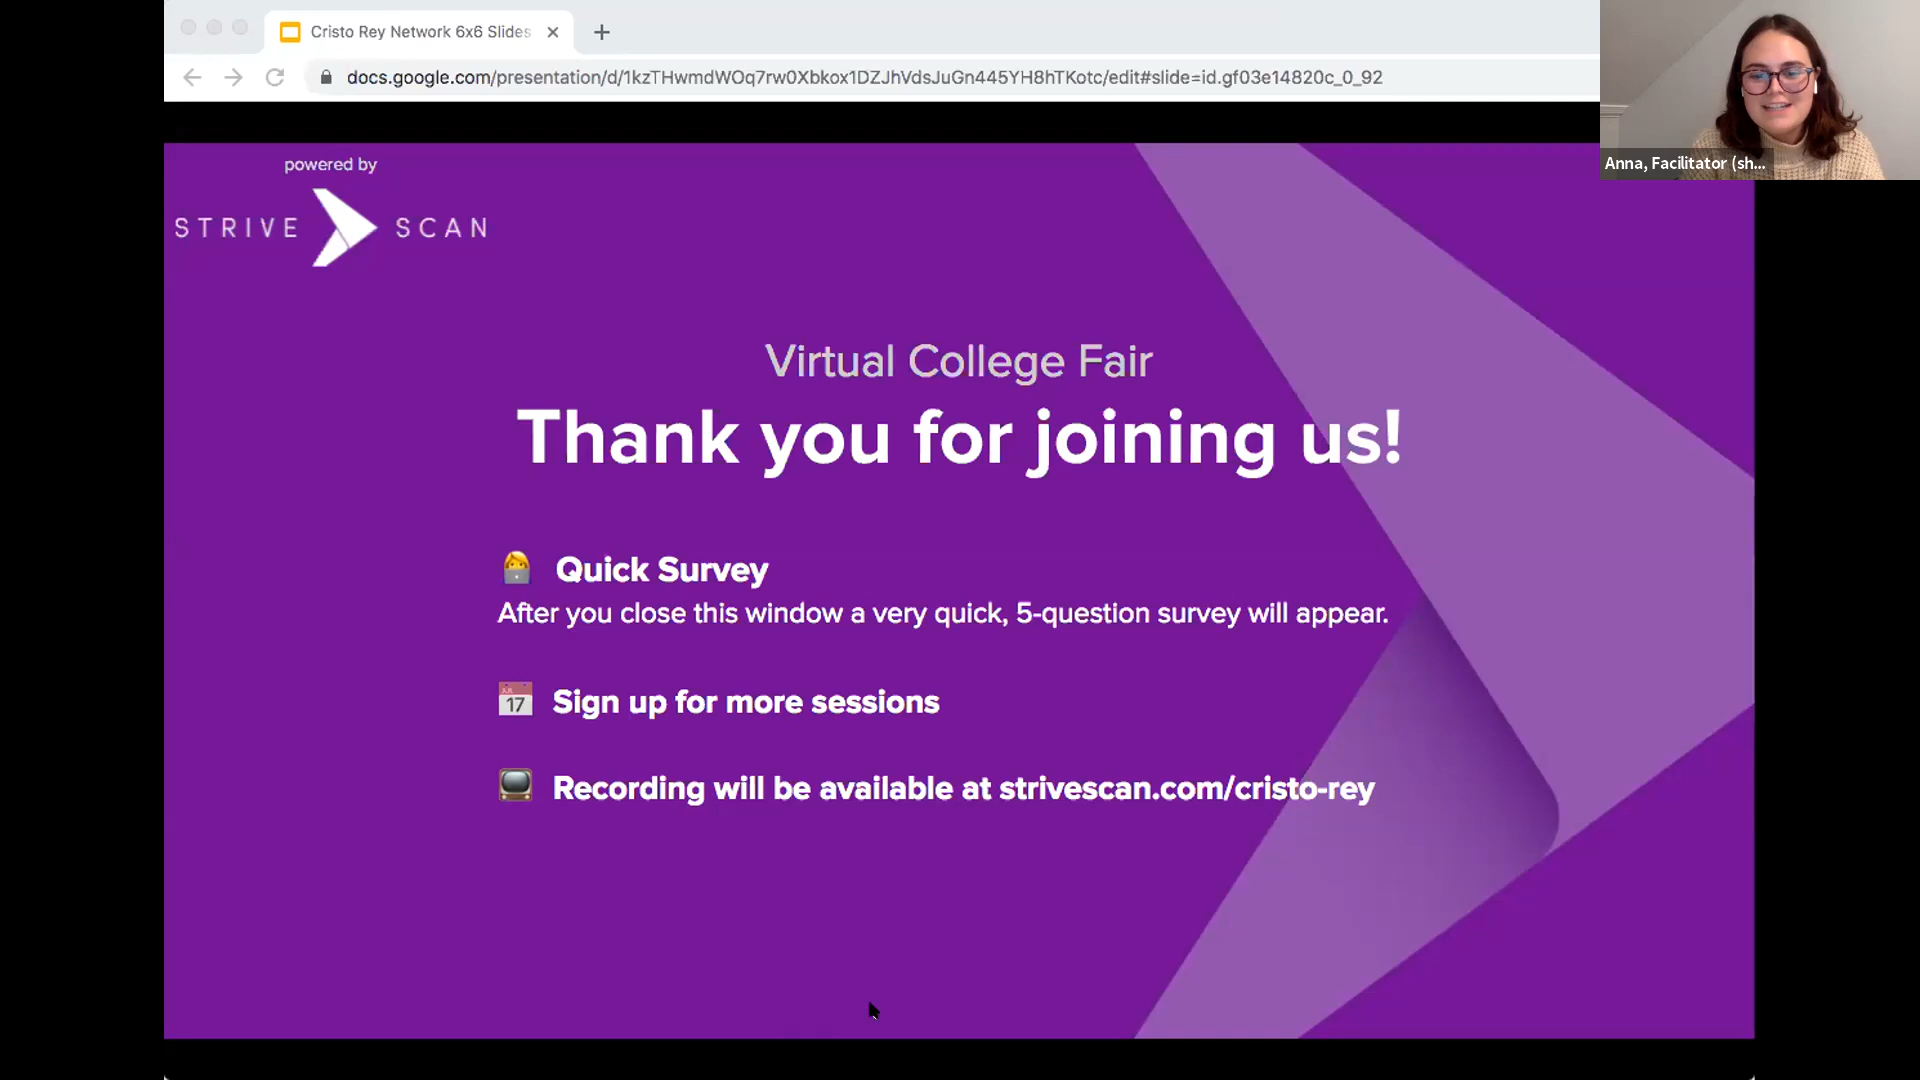 Cristo Rey Network 6x6 Slides
docs.google.com/presentation/d/1kzTHwmdWOq7rw0Xbkox1DZJhVdsJuGn445YH8hTKotc/edit#slide=id.gf03e14820c_0_92
Anna, Facilitator (sh...
powered by
STRIVE SCAN
Virtual College Fair
Thank you for joining us!
Quick Survey
After you close this window a very quick, 5-question survey will appear.
17 Sign up for more sessions
Recording will be available at strivescan.com/cristo-rey